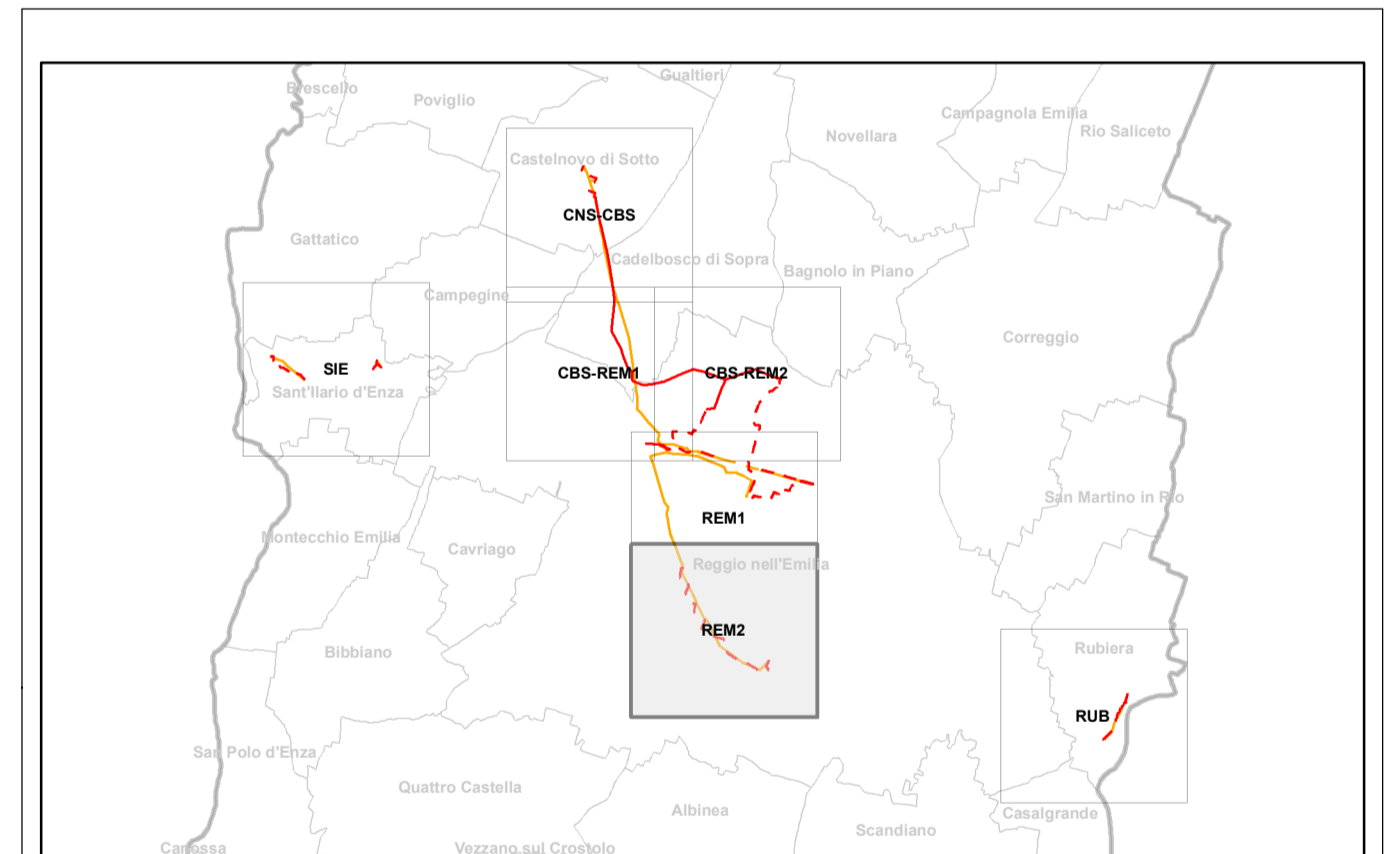 Gualtieri
Brescello
Poviglio
Campagnola Emilia
Rio Saliceto
Novellara
Castelnovo di Sotto
CNS-CBS
Gattatico
Cadelbosco di Sopra
Bagnolo in Piano
Campegine
Correggio
SIE
CBS-REM1
CBS-REM2
Sant'Ilario d'Enza
San Martino in Rio
REM1
Montecchio Emilia
Cavriago
Reggio nell'Emilia
REM2
Bibbiano
Rubiera
RUB
San Polo d'Enza
Quattro Castella
Albinea
Casalgrande
Scandiano
Canossa
Vezzano sul Crostolo